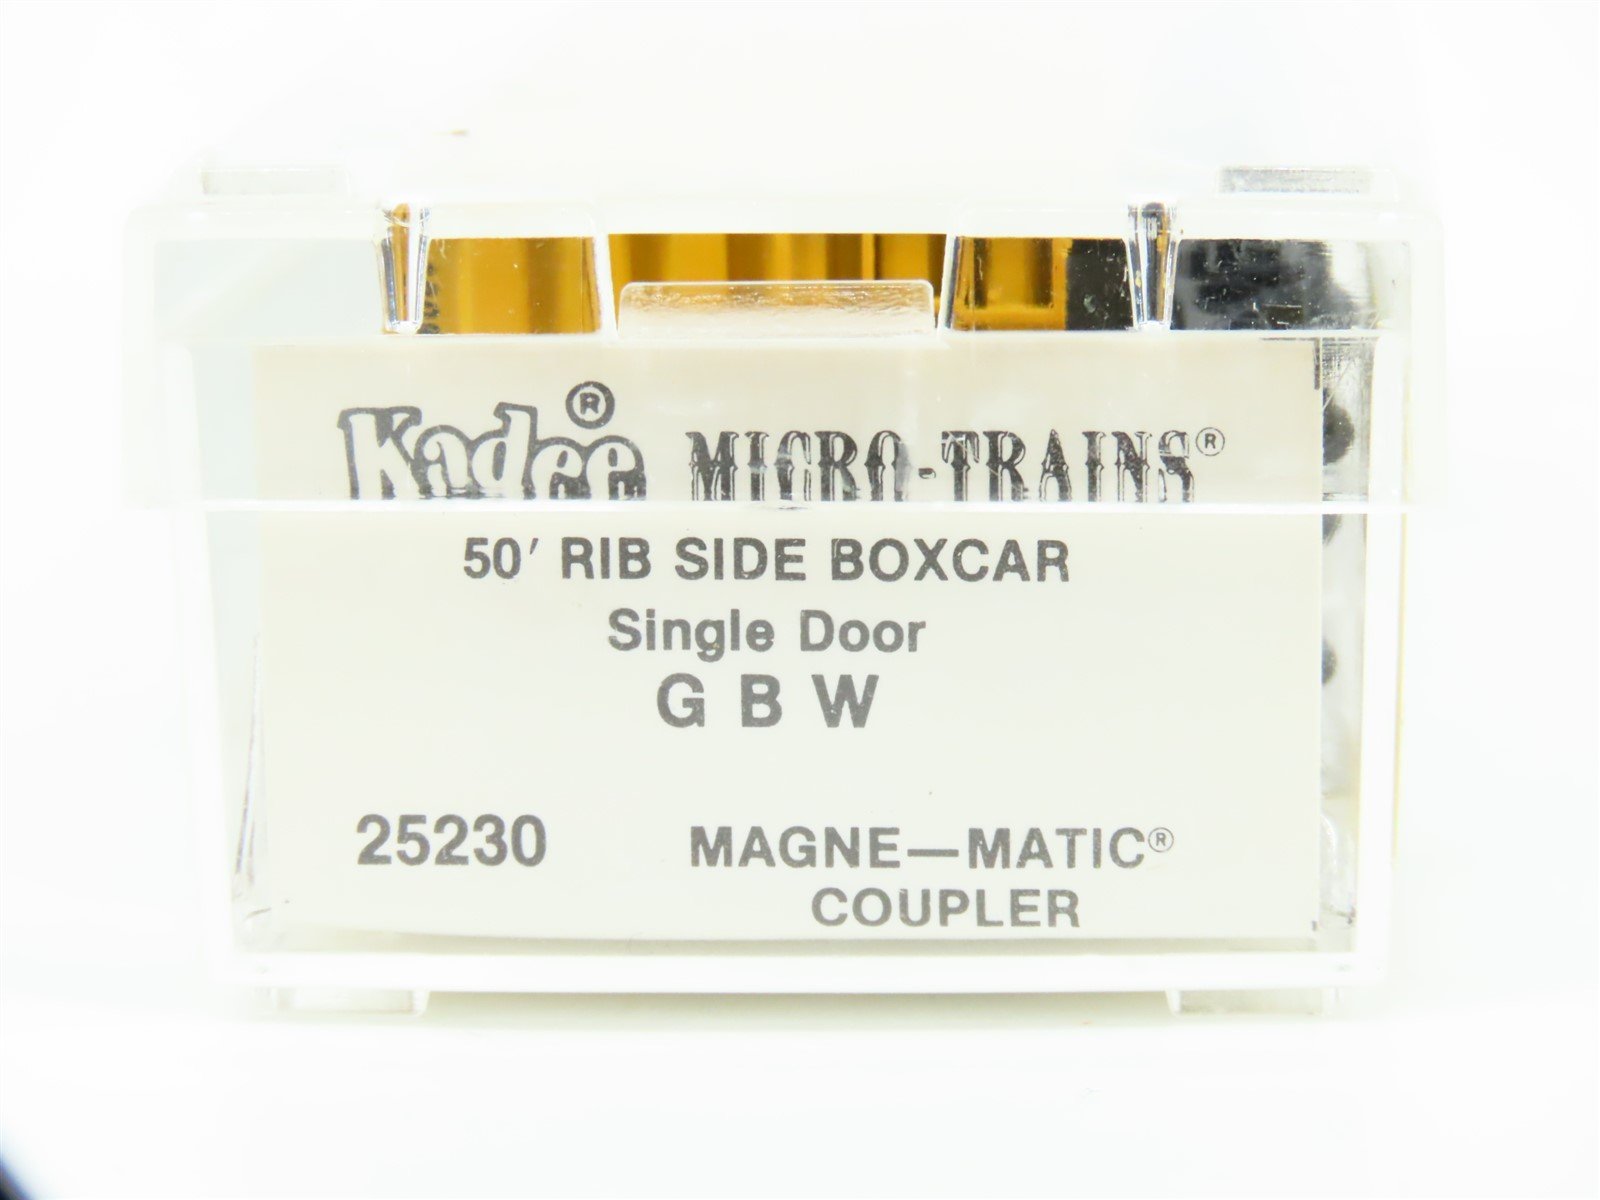 Kadee® MICRO-TRAINS®
50' RIB SIDE BOXCAR
Single Door
G B W
25230 MAGNE—MATIC®
COUPLER